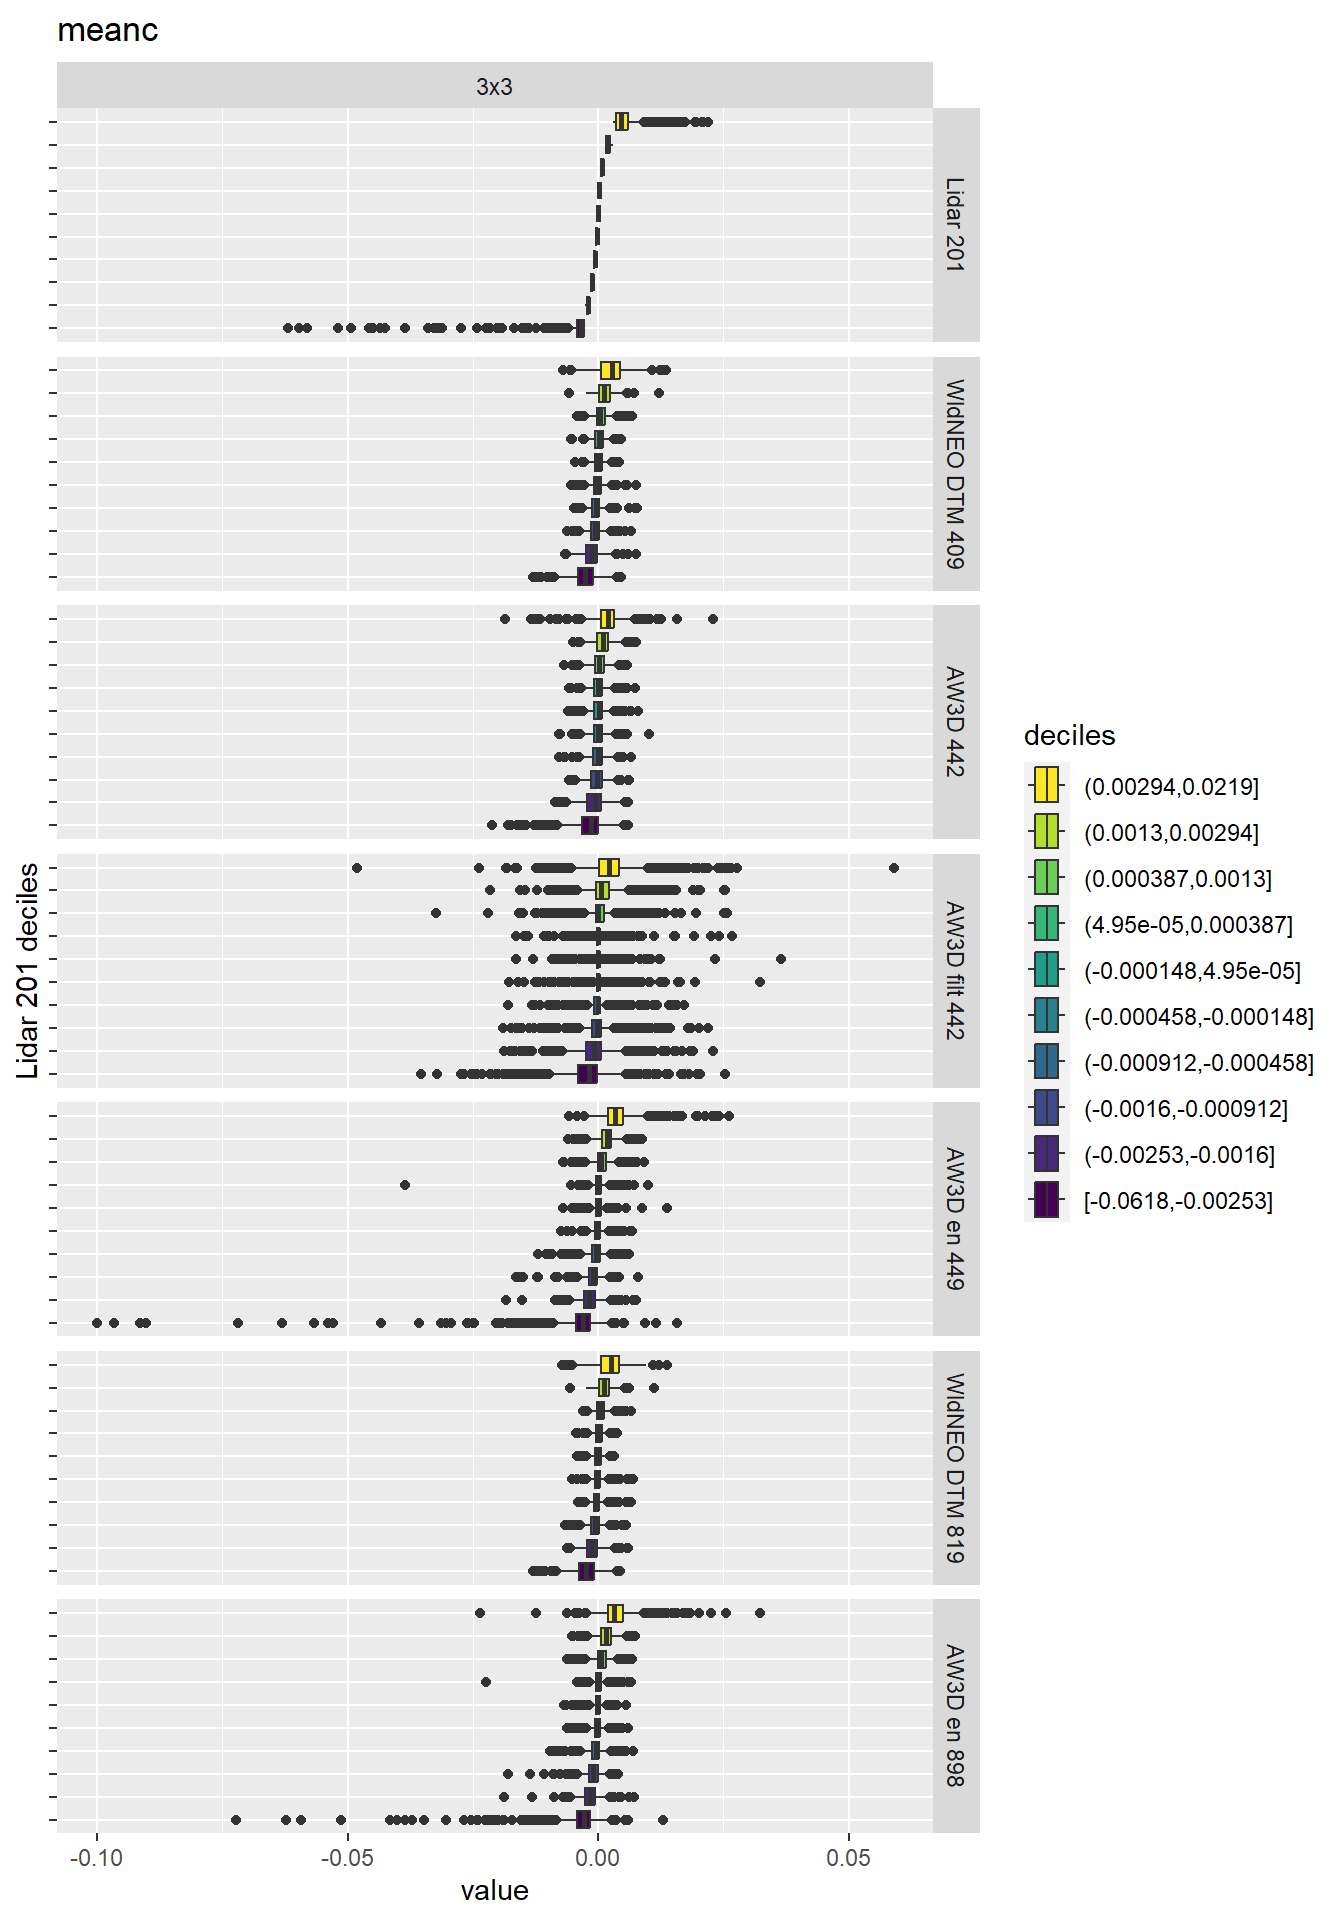 meanc
3x3
Lidar 201
WldNEO DTM 409
AW3D 442
AW3D filt 442
AW3D en 449
WldNEO DTM 819
AW3D en 898
Lidar 201 deciles
-0.10
-0.05
0.00
0.05
value
deciles
(0.00294,0.0219]
(0.0013,0.00294]
(0.000387,0.0013]
(4.95e-05,0.000387]
(-0.000148,4.95e-05]
(-0.000458,-0.000148]
(-0.000912,-0.000458]
(-0.0016,-0.000912]
(-0.00253,-0.0016]
[-0.0618,-0.00253]